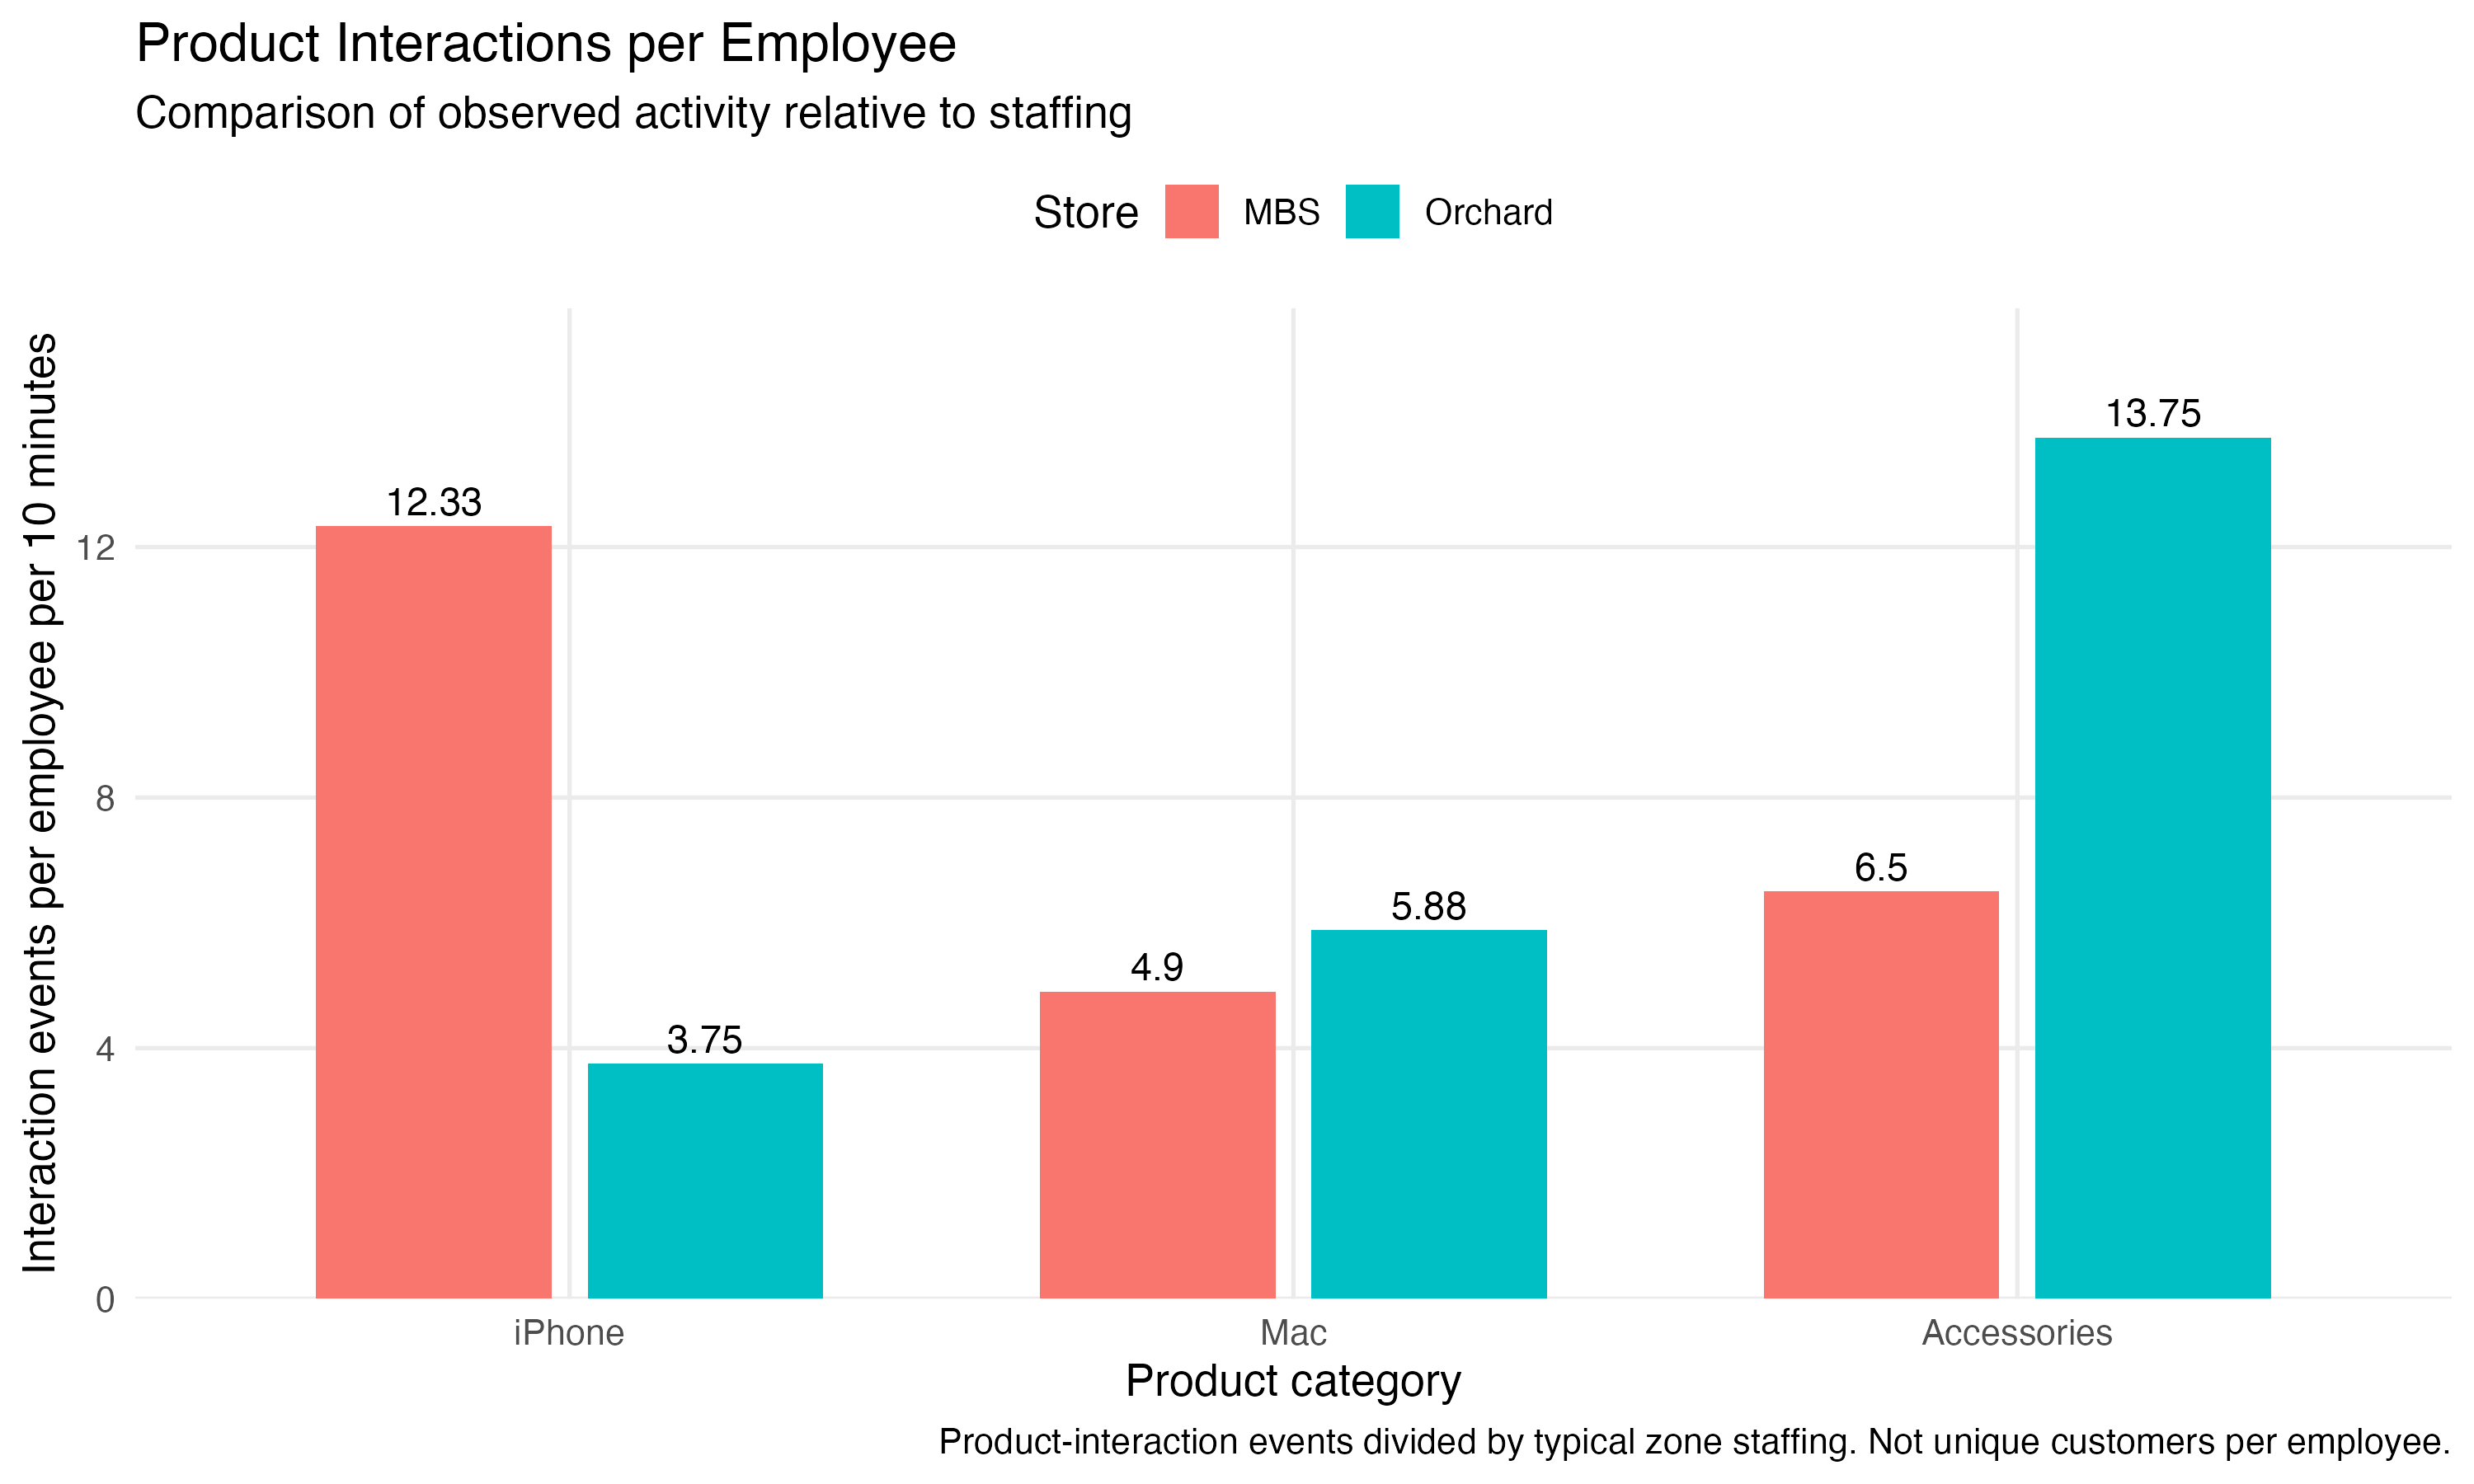 Product Interactions per Employee
Comparison of observed activity relative to staffing
Store MBS Orchard
Interaction events per employee per 10 minutes
13.75
12.33
12
8
6.5
5.88
4.9
3.75
4
0
iPhone Mac Accessories
Product category
Product-interaction events divided by typical zone staffing. Not unique customers per employee.